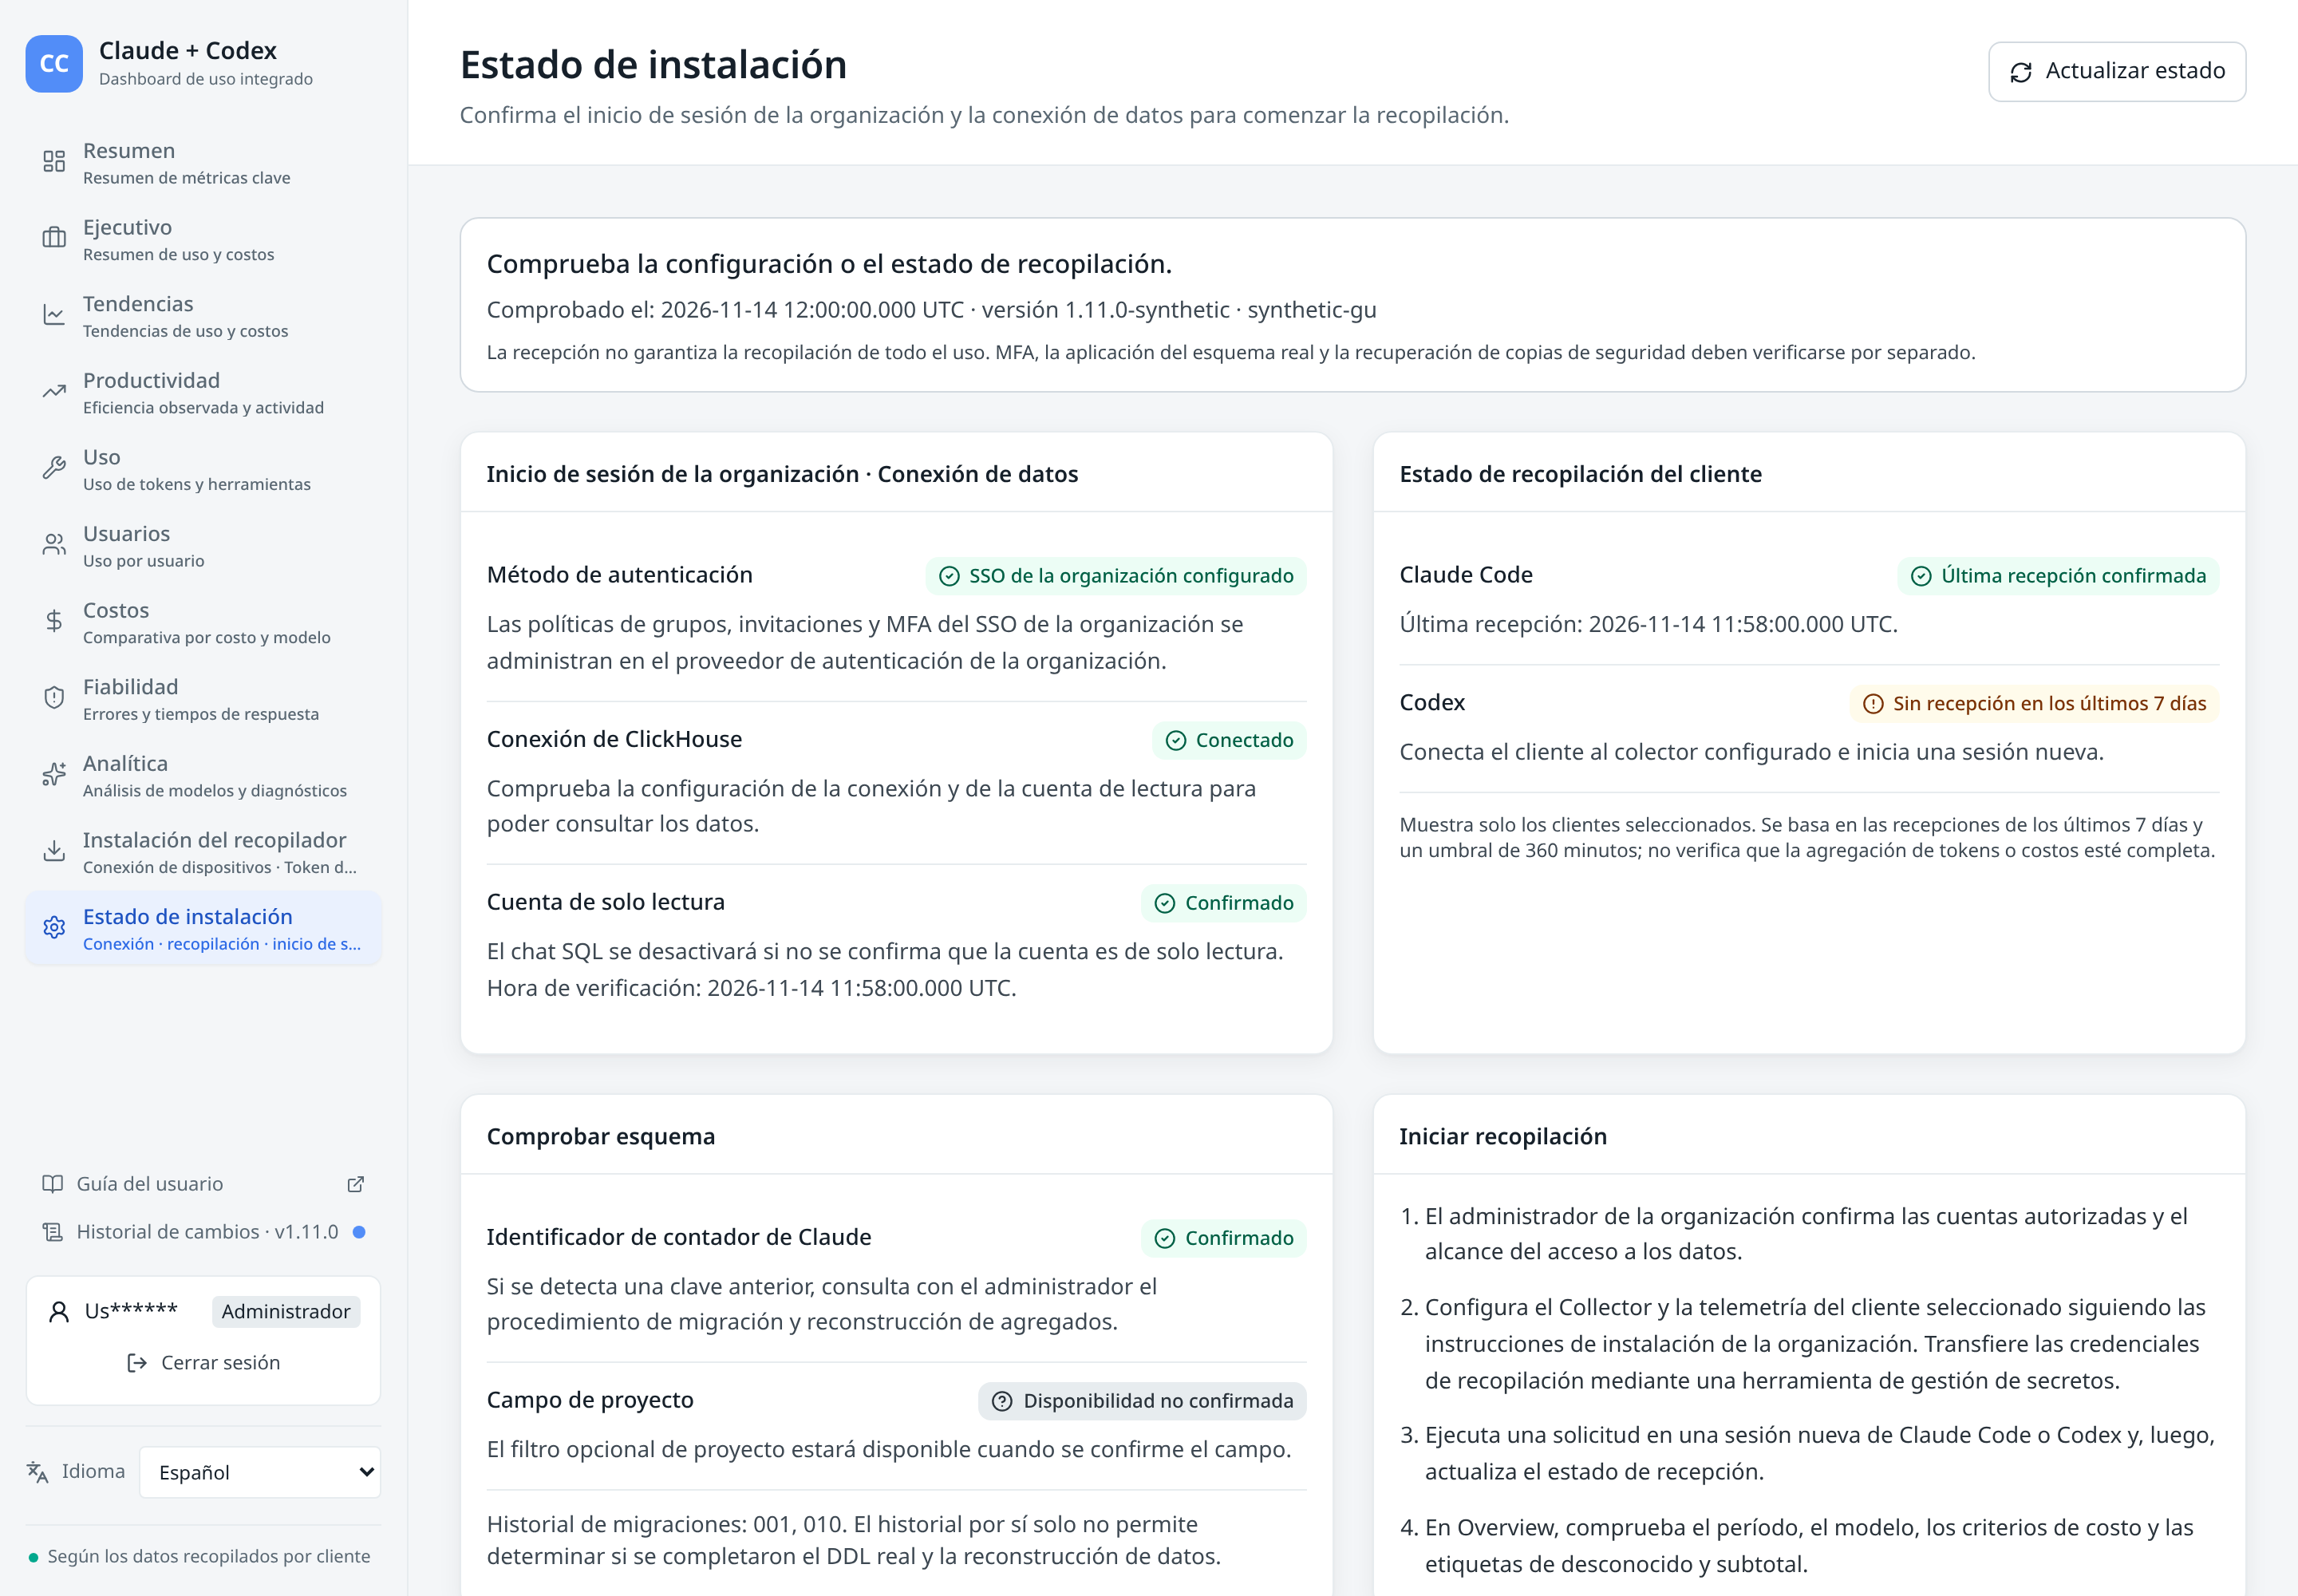 CC
Claude + Codex
Dashboard de uso integrado
Resumen
Resumen de métricas clave
Ejecutivo
Resumen de uso y costos
Tendencias
Tendencias de uso y costos
Productividad
Eficiencia observada y actividad
Uso
Uso de tokens y herramientas
Usuarios
Uso por usuario
Costos
Comparativa por costo y modelo
Fiabilidad
Errores y tiempos de respuesta
Analítica
Análisis de modelos y diagnósticos
Instalación del recopilador
Conexión de dispositivos · Token d...
Estado de instalación
Conexión · recopilación · inicio de s...
Guía del usuario
Historial de cambios · v1.11.0
Us******
Administrador
Cerrar sesión
Idioma
Español
Según los datos recopilados por cliente
Estado de instalación
Confirma el inicio de sesión de la organización y la conexión de datos para comenzar la recopilación.
Actualizar estado
Comprueba la configuración o el estado de recopilación.
Comprobado el: 2026-11-14 12:00:00.000 UTC · versión 1.11.0-synthetic · synthetic-gu
La recepción no garantiza la recopilación de todo el uso. MFA, la aplicación del esquema real y la recuperación de copias de seguridad deben verificarse por separado.
Inicio de sesión de la organización · Conexión de datos
Método de autenticación
SSO de la organización configurado
Las políticas de grupos, invitaciones y MFA del SSO de la organización se
administran en el proveedor de autenticación de la organización.
Conexión de ClickHouse
Conectado
Comprueba la configuración de la conexión y de la cuenta de lectura para
poder consultar los datos.
Cuenta de solo lectura
Confirmado
El chat SQL se desactivará si no se confirma que la cuenta es de solo lectura.
Hora de verificación: 2026-11-14 11:58:00.000 UTC.
Estado de recopilación del cliente
Claude Code
Última recepción confirmada
Última recepción: 2026-11-14 11:58:00.000 UTC.
Codex
Sin recepción en los últimos 7 días
Conecta el cliente al colector configurado e inicia una sesión nueva.
Muestra solo los clientes seleccionados. Se basa en las recepciones de los últimos 7 días y
un umbral de 360 minutos; no verifica que la agregación de tokens o costos esté completa.
Comprobar esquema
Identificador de contador de Claude
Confirmado
Si se detecta una clave anterior, consulta con el administrador el
procedimiento de migración y reconstrucción de agregados.
Campo de proyecto
Disponibilidad no confirmada
El filtro opcional de proyecto estará disponible cuando se confirme el campo.
Historial de migraciones: 001, 010. El historial por sí solo no permite
determinar si se completaron el DDL real y la reconstrucción de datos.
Iniciar recopilación
1. El administrador de la organización confirma las cuentas autorizadas y el
alcance del acceso a los datos.
2. Configura el Collector y la telemetría del cliente seleccionado siguiendo las
instrucciones de instalación de la organización. Transfiere las credenciales
de recopilación mediante una herramienta de gestión de secretos.
3. Ejecuta una solicitud en una sesión nueva de Claude Code o Codex y, luego,
actualiza el estado de recepción.
4. En Overview, comprueba el período, el modelo, los criterios de costo y las
etiquetas de desconocido y subtotal.